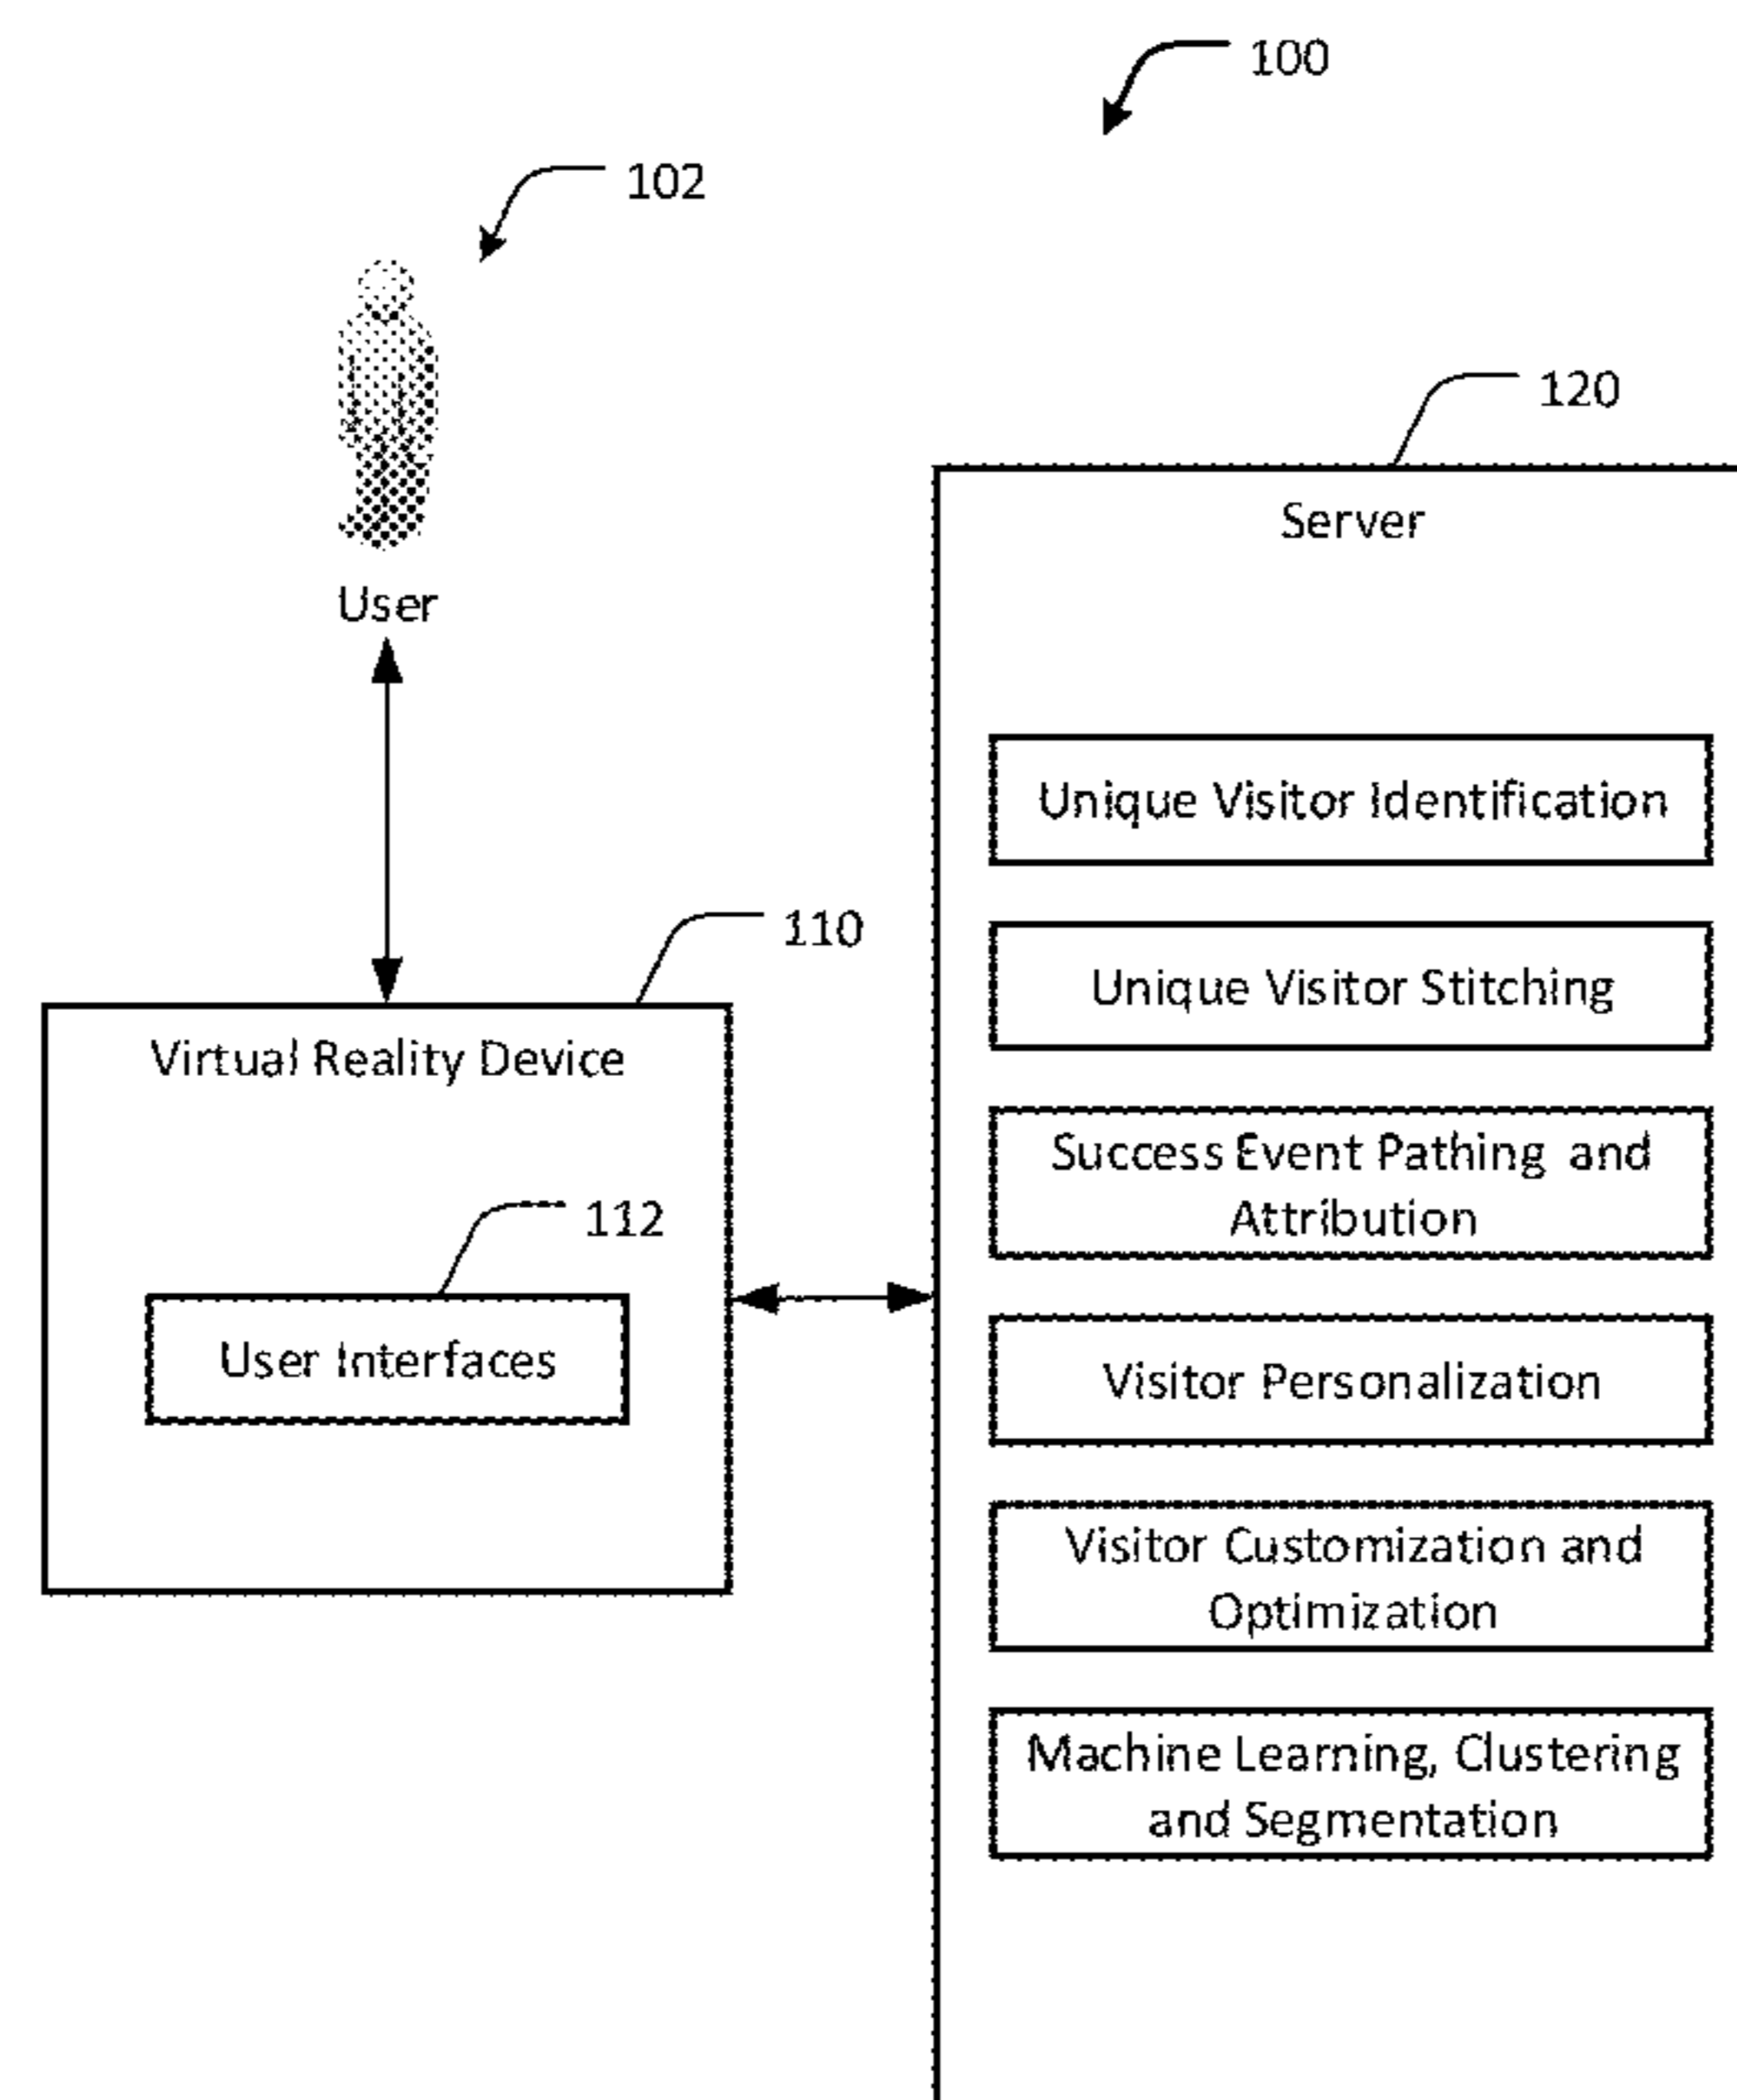 100
102
120
Server
User
Unique Visitor Identification
110
Unique Visitor Stitching
Virtual Reality Device
Success Event Pathing and
Attribution
112
User Interfaces
Visitor Personalization
Visitor Customization and
Optimization
Machine Learning, Clustering
and Segmentation